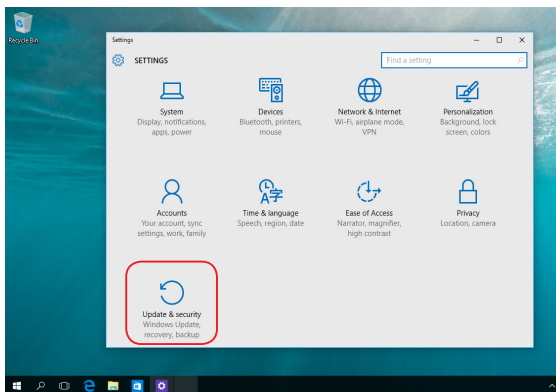 Recycle Bin
Settings
SETTINGS
Find a setting
System
Display, notifications,
apps, power
Devices
Bluetooth, printers,
mouse
Network & Internet
Wi-Fi, airplane mode,
VPN
Personalization
Background, lock
screen, colors
Accounts
Your account, sync
settings, work, family
Time & language
Speech, region, date
Ease of Access
Narrator, magnifier,
high contrast
Privacy
Location, camera
Update & security
Windows Update,
recovery, backup